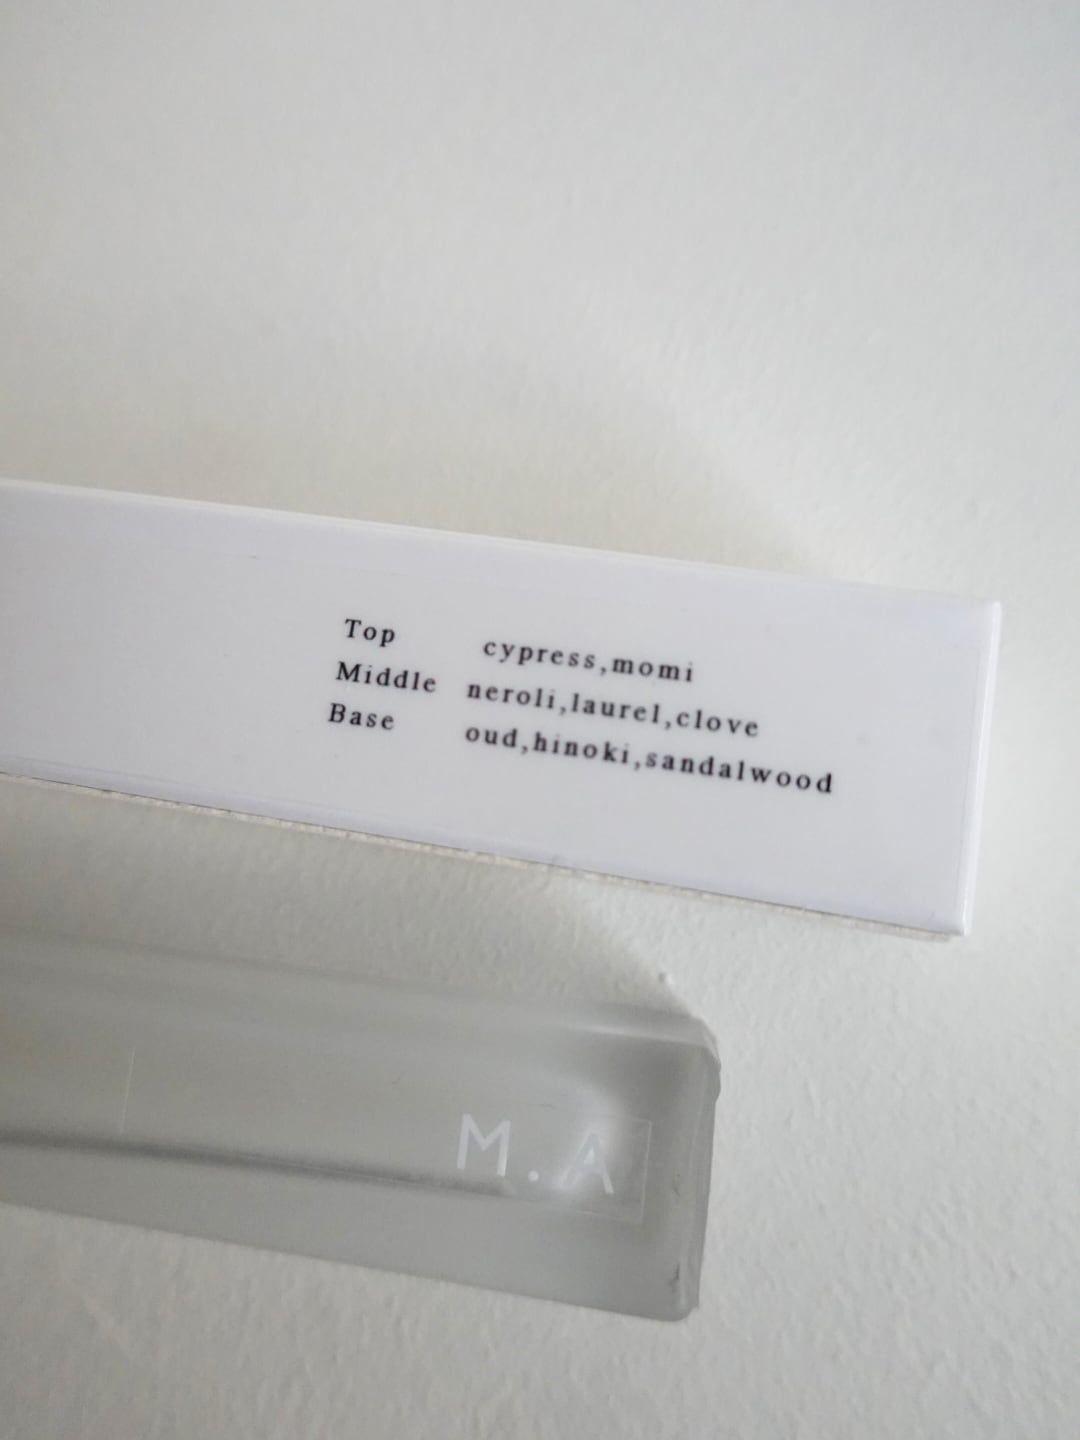 Top cypress,momi
Middle neroli,laurel,clove
Base oud,hinoki,sandalwood
M.A